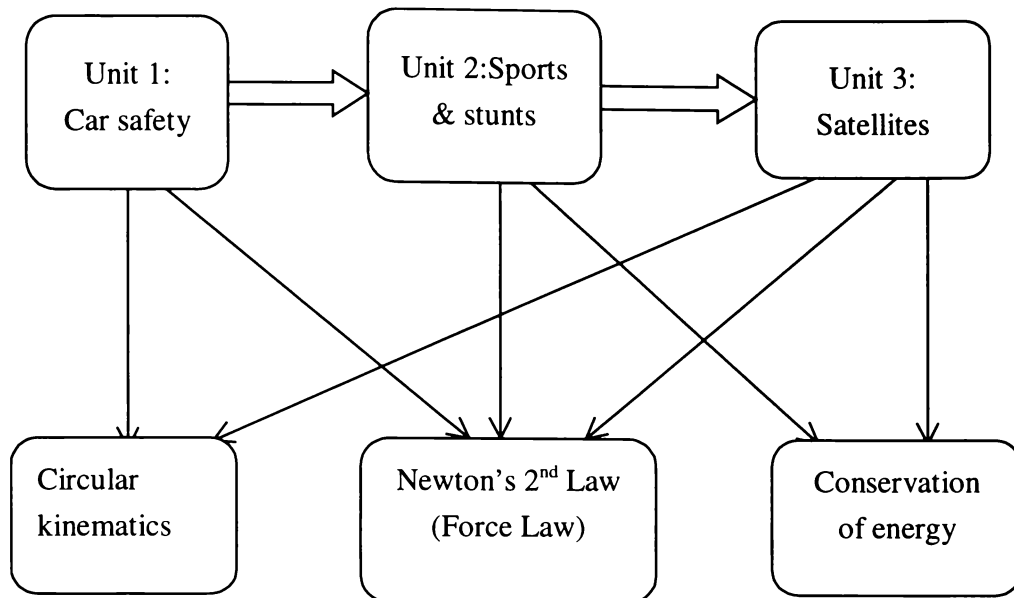 Unit 1:
Car safety
Unit 2:Sports
& stunts
Unit 3:
Satellites
Circular
kinematics
Newton's 2nd Law
(Force Law)
Conservation
of energy